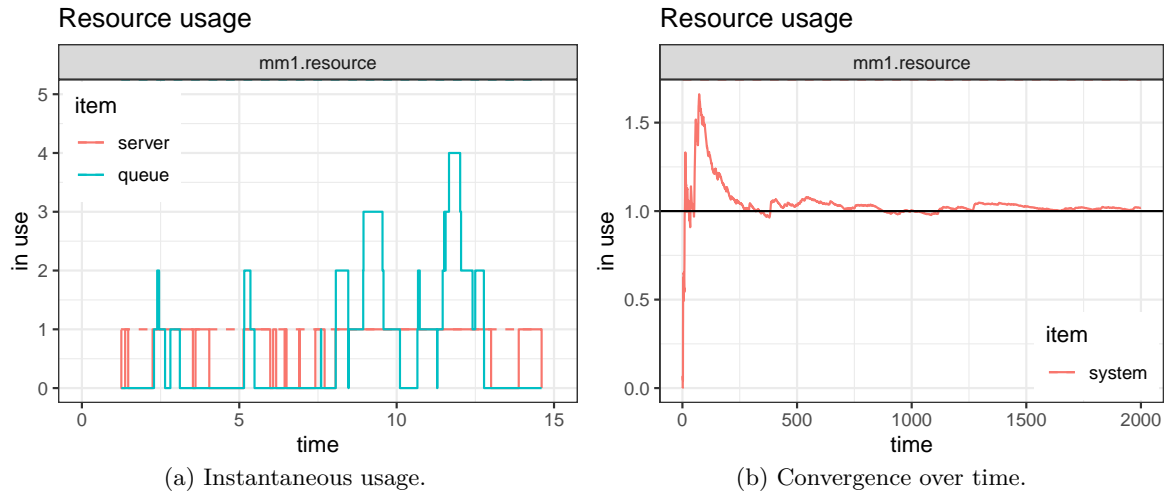 Resource usage
mm1.resource
5
4
3
2
1
0
in use
item
server
queue
0
5
10
15
time
(a) Instantaneous usage.
Resource usage
mm1.resource
1.5
1.0
0.5
0.0
in use
item
system
0
500
1000
1500
2000
time
(b) Convergence over time.